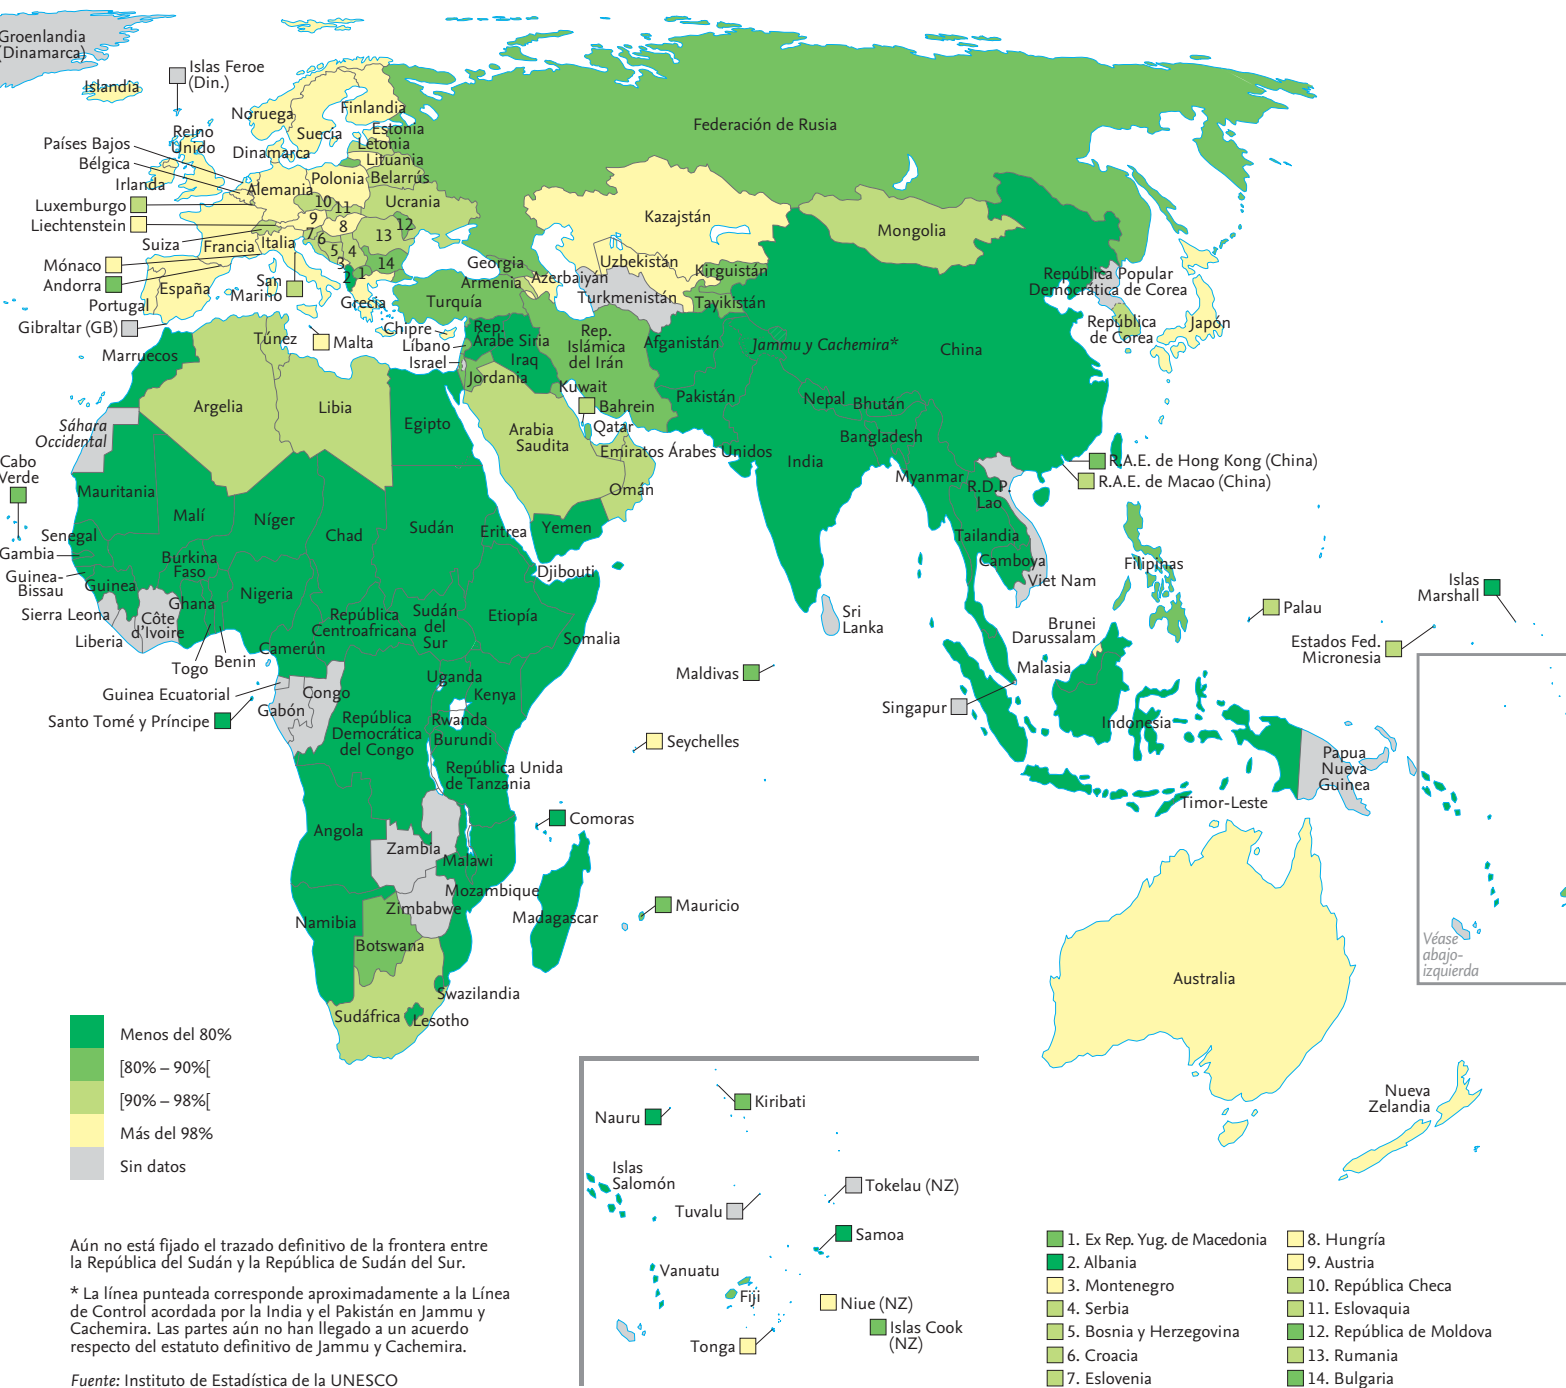 Groenlandia
(Dinamarca)
Islandia
Islas Feroe
(Din.)
Noruega
Finlandia
Suecia
Estonia
Letonia
Lituania
Reino
Unido
Dinamarca
Países Bajos
Bélgica
Irlanda
Alemania
Polonia
Belarrús
Luxemburgo
10
11
Ucrania
Liechtenstein
9
8
12
7
6
13
Suiza
Francia
Italia
5
4
14
Mónaco
3
1
2
Andorra
España
San
Marino
Grecia
Portugal
Gibraltar (GB)
Malta
Federación de Rusia
Kazajstán
Mongolia
Georgia
Armenia
Azerbaiyán
Uzbekistán
Kirguistán
Turquía
Turkmenistán
Tayikistán
República Popular
Democrática de Corea
República
de Corea
Japón
Marruecos
Túnez
Chipre
Líbano
Israel
Rep.
Árabe Siria
Iraq
Jordania
Rep.
Islámica
del Irán
Afganistán
Jammu y Cachemira*
China
Kuwait
Bahrein
Qatar
Pakistán
Nepal
Bhután
Argelia
Libia
Egipto
Arabia
Saudita
Emiratos Árabes Unidos
Bangladesh
India
Sáhara
Occidental
Omán
Myanmar
R.D.P.
Lao
R.A.E. de Hong Kong (China)
R.A.E. de Macao (China)
Cabo
Verde
Mauritania
Malí
Níger
Chad
Sudán
Eritrea
Yemen
Tailandia
Camboya
Viet Nam
Filipinas
Senegal
Gambia
Guinea-
Bissau
Guinea
Burkina
Faso
Djibouti
Sierra Leona
Liberia
Côte
d'Ivoire
Ghana
Nigeria
Togo
Benin
República
Centroafricana
Sudán
del
Sur
Etiopía
Somalia
Camerún
Sri
Lanka
Maldivas
Brunei
Darussalam
Malasia
Singapur
Indonesia
Palau
Islas
Marshall
Estados Fed.
Micronesia
Guinea Ecuatorial
Santo Tomé y Príncipe
Gabón
Congo
República
Democrática
del Congo
Uganda
Kenya
Rwanda
Burundi
República Unida
de Tanzania
Seychelles
Papua
Nueva
Guinea
Timor-Leste
Angola
Comoras
Zambia
Malawi
Mozambique
Zimbabwe
Madagascar
Mauricio
Namibia
Botswana
Swazilandia
Sudáfrica
Lesotho
Australia
Véase
abajo-
izquierda
Nueva
Zelandia
Menos del 80%
[80% – 90%[
[90% – 98%[
Más del 98%
Sin datos
Nauru
Kiribati
Islas
Salomón
Tokelau (NZ)
Tuvalu
Samoa
Vanuatu
Fiji
Niue (NZ)
Islas Cook
(NZ)
Tonga
Aún no está fijado el trazado definitivo de la frontera entre
la República del Sudán y la República de Sudán del Sur.
* La línea punteada corresponde aproximadamente a la Línea
de Control acordada por la India y el Pakistán en Jammu y
Cachemira. Las partes aún no han llegado a un acuerdo
respecto del estatuto definitivo de Jammu y Cachemira.
Fuente: Instituto de Estadística de la UNESCO
1. Ex Rep. Yug. de Macedonia
2. Albania
3. Montenegro
4. Serbia
5. Bosnia y Herzegovina
6. Croacia
7. Eslovenia
8. Hungría
9. Austria
10. República Checa
11. Eslovaquia
12. República de Moldova
13. Rumania
14. Bulgaria